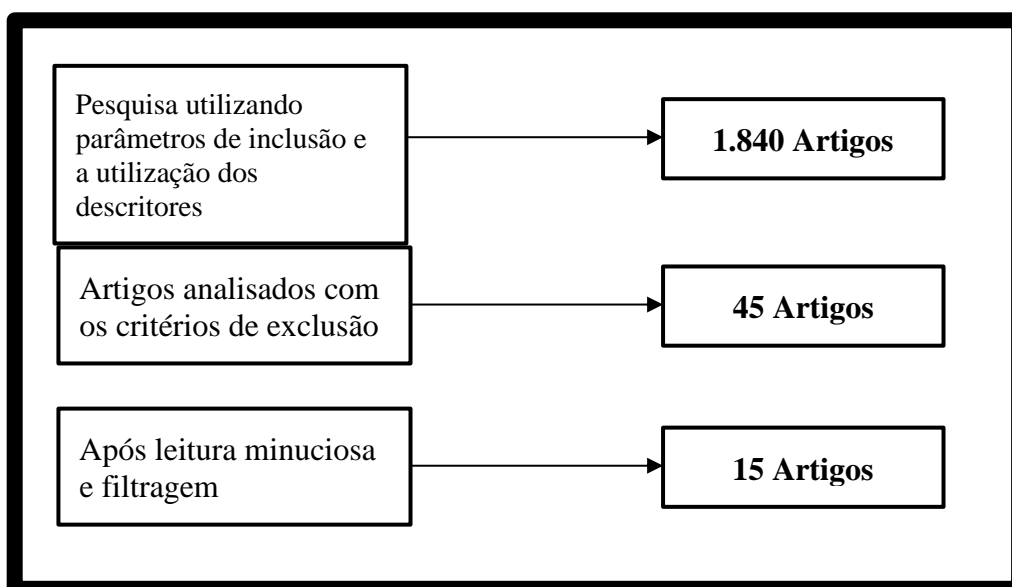 Pesquisa utilizando
parâmetros de inclusão e
a utilização dos
descritores
1.840 Artigos
Artigos analisados com
os critérios de exclusão
45 Artigos
Após leitura minuciosa
e filtragem
15 Artigos